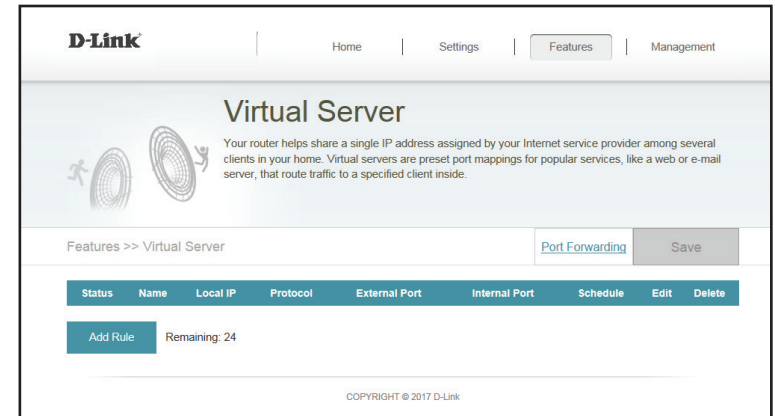 D-Link
Home Settings Features Management
Virtual Server
Your router helps share a single IP address assigned by your Internet service provider among several
clients in your home. Virtual servers are preset port mappings for popular services, like a web or e-mail
server, that route traffic to a specified client inside.
Features >> Virtual Server Port Forwarding Save
Status Name Local IP Protocol External Port Internal Port Schedule Edit Delete
Add Rule Remaining: 24
COPYRIGHT © 2017 D-Link